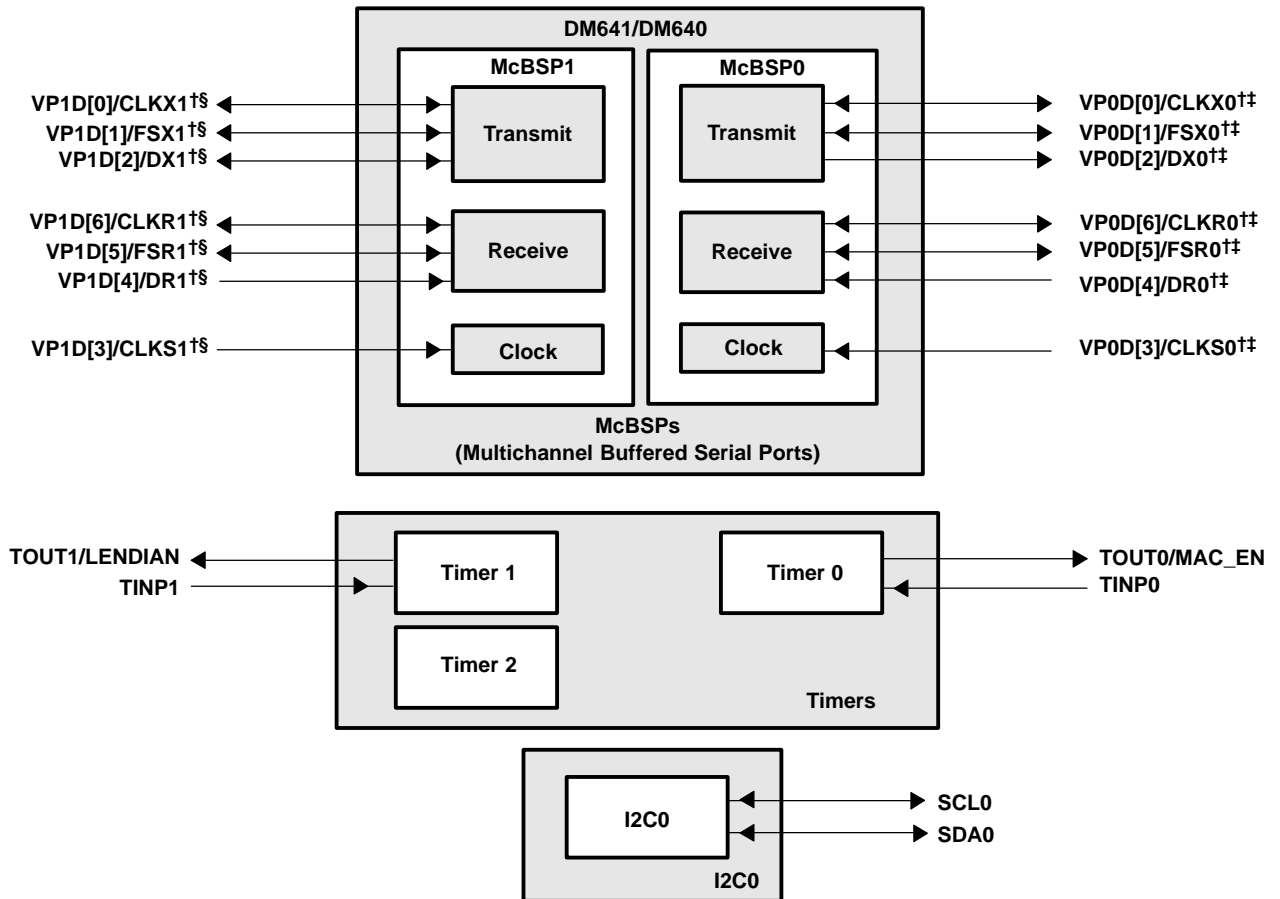 DM641/DM640
McBSP1
McBSP0
VP1D[0]/CLKX1†§
VP1D[1]/FSX1†§
VP1D[2]/DX1†§
Transmit
Transmit
VP0D[0]/CLKX0†‡
VP0D[1]/FSX0†‡
VP0D[2]/DX0†‡
VP1D[6]/CLKR1†§
VP1D[5]/FSR1†§
VP1D[4]/DR1†§
Receive
Receive
VP0D[6]/CLKR0†‡
VP0D[5]/FSR0†‡
VP0D[4]/DR0†‡
VP1D[3]/CLKS1†§
Clock
Clock
VP0D[3]/CLKS0†‡
McBSPs
(Multichannel Buffered Serial Ports)
TOUT1/LENDIAN
TINP1
Timer 1
Timer 0
TOUT0/MAC_EN
TINP0
Timer 2
Timers
I2C0
SCL0
SDA0
I2C0